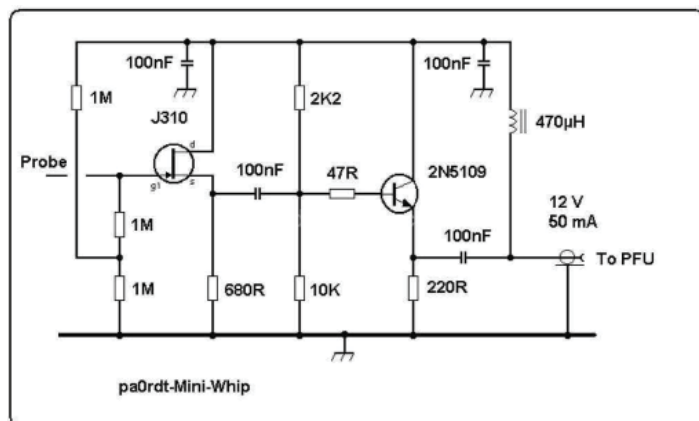 100nF
100nF
1M
2K2
470µH
J310
d
Probe
100nF
47R
2N5109
g1
s
12 V
50 mA
1M
100nF
To PFU
1M
680R
10K
220R
pa0rdt-Mini-Whip